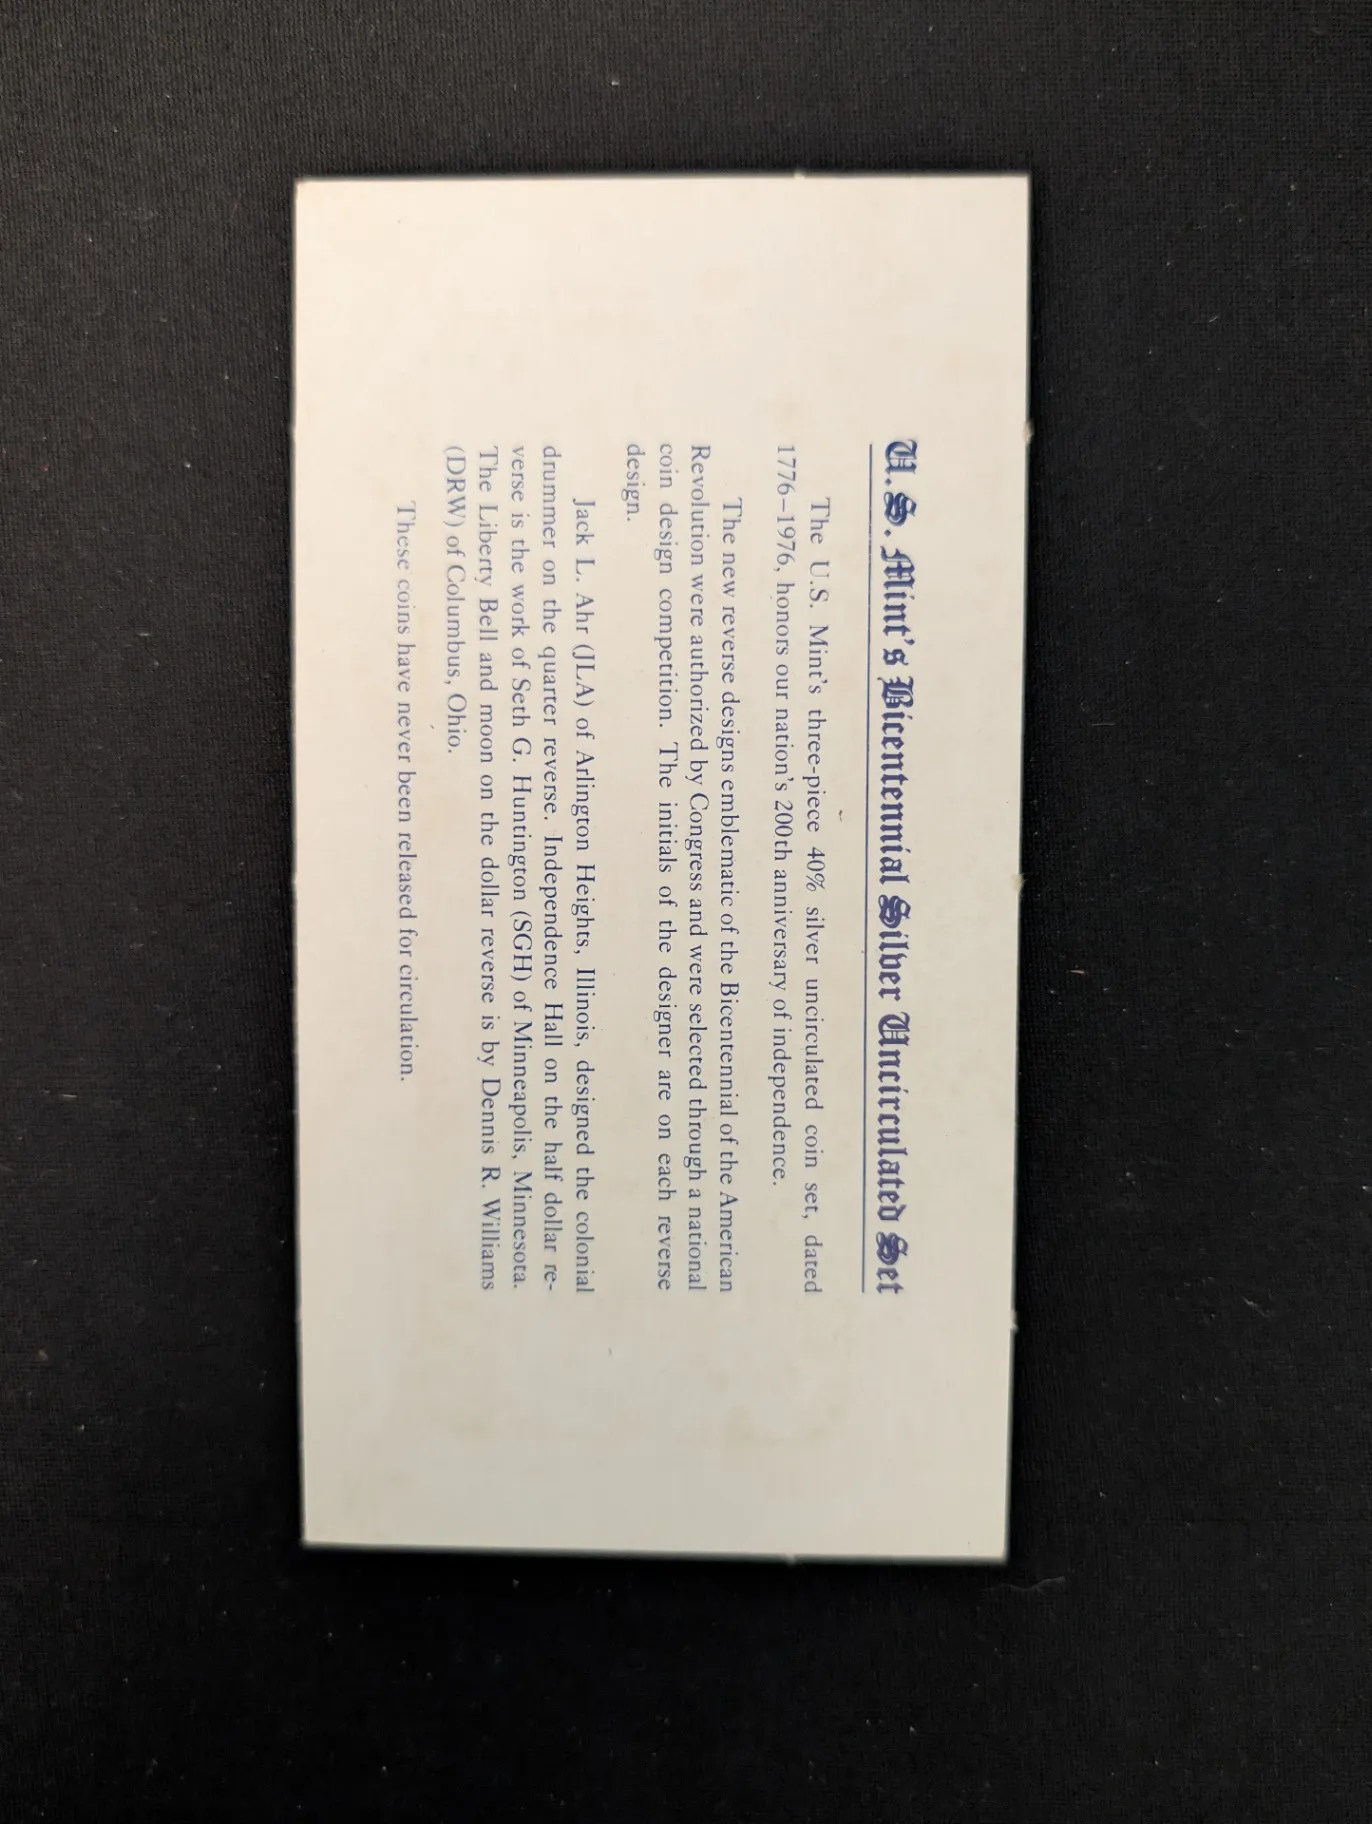 U.S. Mint's Bicentennial Silver Uncirculated Set
The U.S. Mint's three-piece 40% silver uncirculated coin set, dated
1776–1976, honors our nation's 200th anniversary of independence.
The new reverse designs emblematic of the Bicentennial of the American
Revolution were authorized by Congress and were selected through a national
coin design competition. The initials of the designer are on each reverse
design.
Jack L. Ahr (JLA) of Arlington Heights, Illinois, designed the colonial
drummer on the quarter reverse. Independence Hall on the half dollar re-
verse is the work of Seth G. Huntington (SGH) of Minneapolis, Minnesota.
The Liberty Bell and moon on the dollar reverse is by Dennis R. Williams
(DRW) of Columbus, Ohio.
These coins have never been released for circulation.